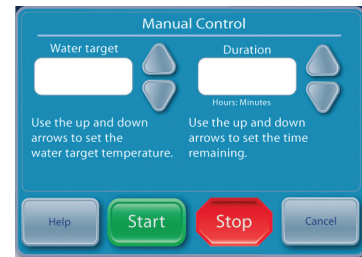 Manual Control
Water target
Duration
Hours: Minutes
Use the up and down
arrows to set the
water target temperature.
Use the up and down
arrows to set the time
remaining.
Help
Start
Stop
Cancel